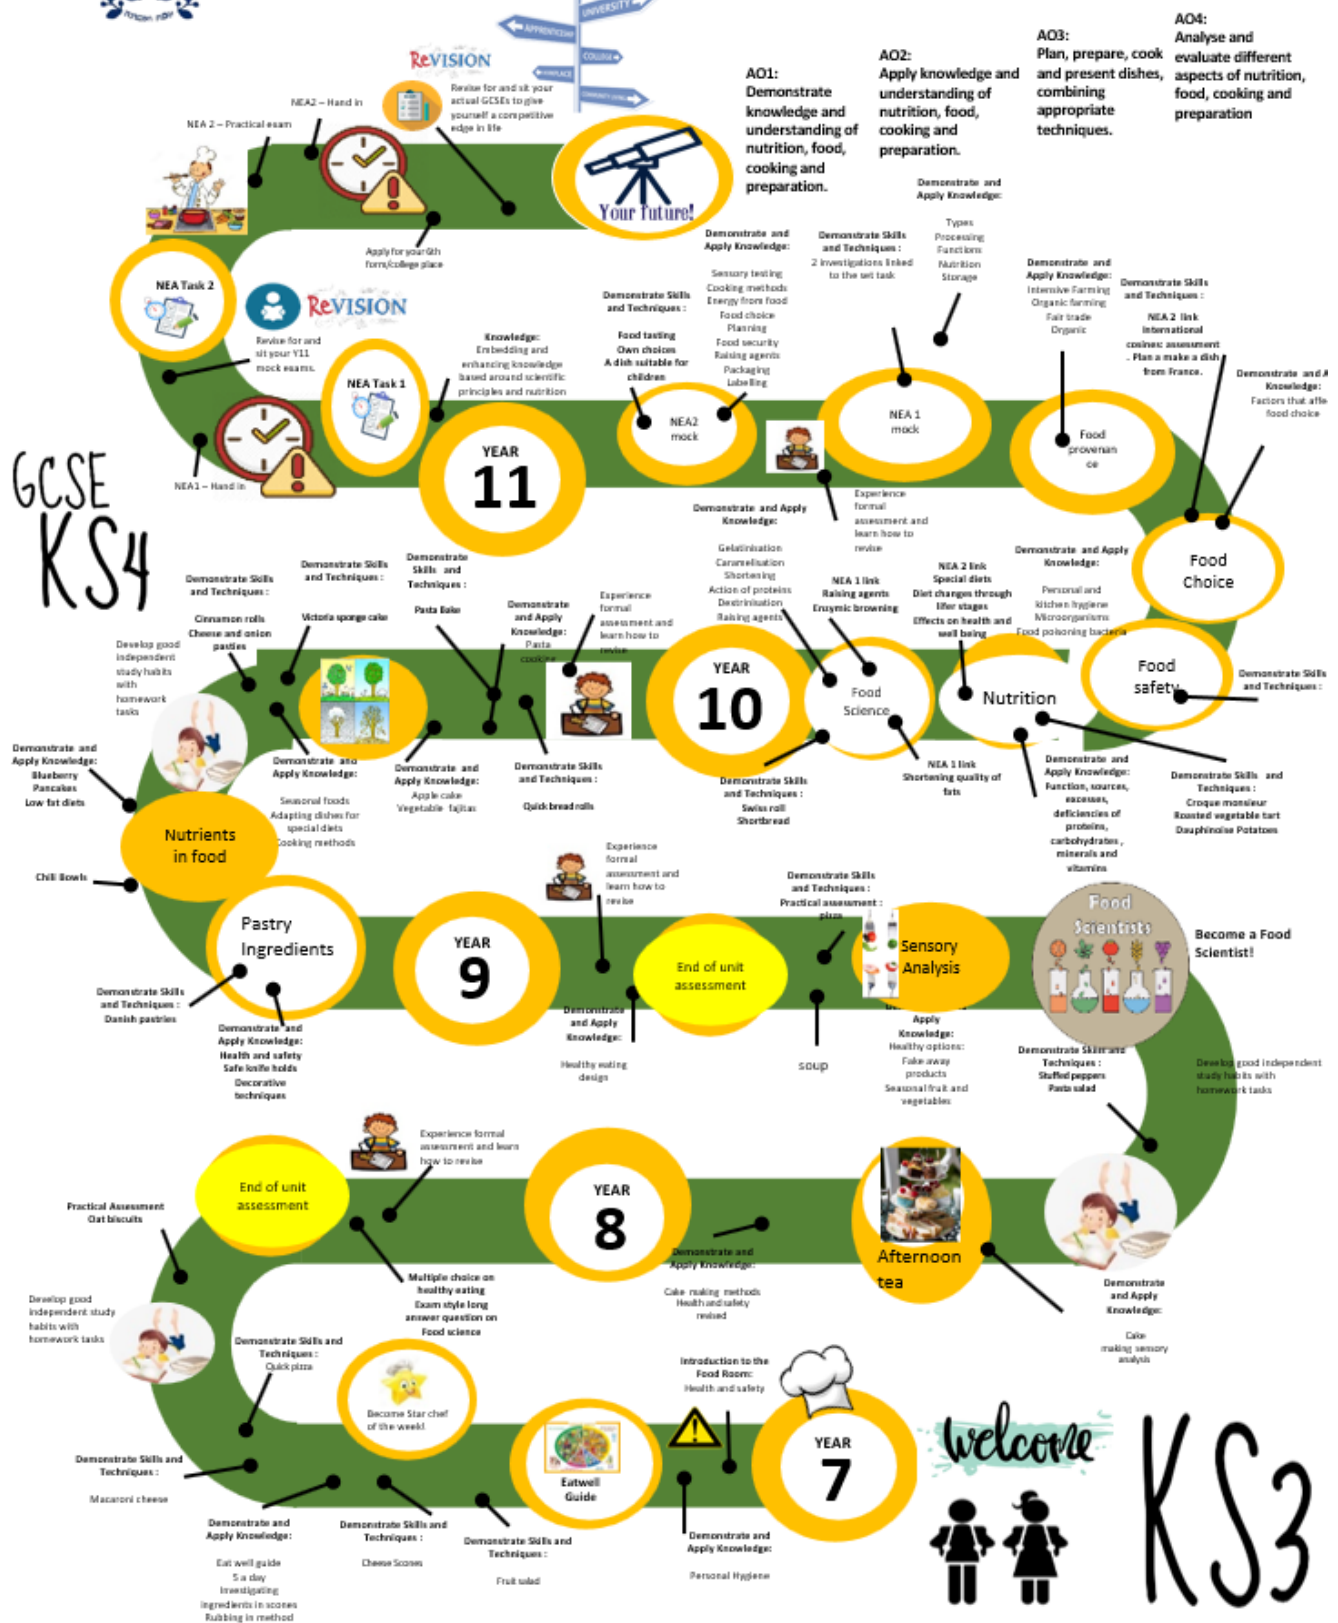 UNIVERSITY
APPRENTICESHIP
COLLEGE
WORKPLACE
COMMUNITY LIVING
AO1:
Demonstrate
knowledge and
understanding of
nutrition, food,
cooking and
preparation.
AO2:
Apply knowledge and
understanding of
nutrition, food,
cooking and
preparation.
AO3:
Plan, prepare, cook
and present dishes,
combining
appropriate
techniques.
AO4:
Analyse and
evaluate different
aspects of nutrition,
food, cooking and
preparation
ReVISION
Revise for and sit your
actual GCSEs to give
yourself a competitive
edge in life
NEA2 – Hand in
NEA 2 – Practical exam
Your future!
Apply for your 6th
form/college place
NEA Task 2
ReVISION
Revise for and
sit your Y11
mock exams.
NEA Task 1
NEA1 – Hand in
Knowledge:
Embedding and
enhancing knowledge
based around scientific
principles and nutrition
YEAR
11
Demonstrate Skills
and Techniques :
Food tasting
Own choices
A dish suitable for
children
Demonstrate and
Apply Knowledge:
Sensory testing
Cooking methods
Energy from food
Food choice
Planning
Food security
Raising agents
Packaging
Labelling
NEA2
mock
Demonstrate Skills
and Techniques :
2 investigations linked
to the set task
Demonstrate and
Apply Knowledge:
Types
Processing
Functions
Nutrition
Storage
NEA 1
mock
Experience
formal
assessment and
learn how to
revise
Demonstrate and
Apply Knowledge:
Intensive Farming
Organic farming
Fair trade
Organic
Food
provenan
ce
Demonstrate Skills
and Techniques :
NEA 2 link
international
cosines: assessment
. Plan a make a dish
from France.
Demonstrate and A
Knowledge:
Factors that affe
food choice
Food
Choice
GCSE
KS4
Demonstrate and Apply
Knowledge:
Personal and
kitchen hygiene
Microorganisms
Food poisoning bacteria
Food
safety
Demonstrate Skills
and Techniques :
NEA 2 link
Special diets
Diet changes through
lifer stages
Effects on health and
well being
Nutrition
Demonstrate and
Apply Knowledge:
Function, sources,
excesses,
deficiencies of
proteins,
carbohydrates ,
minerals and
vitamins
Demonstrate Skills and
Techniques :
Croque monsieur
Roasted vegetable tart
Dauphinoise Potatoes
NEA 1 link
Raising agents
Enzymic browning
Demonstrate and Apply
Knowledge:
Gelatinisation
Caramelisation
Shortening
Action of proteins
Dextrinisation
Raising agents
Food
Science
NEA 1 link
Shortening quality of
fats
Demonstrate Skills
and Techniques :
Swiss roll
Shortbread
YEAR
10
Experience
formal
assessment and
learn how to
revise
Demonstrate
and Apply
Knowledge:
Pasta
cooking
Demonstrate Skills
and Techniques :
Quick bread rolls
Demonstrate
Skills and
Techniques :
Pasta Bake
Demonstrate and
Apply Knowledge:
Apple cake
Vegetable fajitas
Demonstrate Skills
and Techniques :
Victoria sponge cake
Demonstrate and
Apply Knowledge:
Seasonal foods
Adapting dishes for
special diets
Cooking methods
Demonstrate Skills
and Techniques :
Cinnamon rolls
Cheese and onion
pasties
Develop good
independent
study habits
with
homework
tasks
Demonstrate and
Apply Knowledge:
Blueberry
Pancakes
Low fat diets
Nutrients
in food
Chili Bowls
Pastry
Ingredients
Demonstrate Skills
and Techniques :
Danish pastries
Demonstrate and
Apply Knowledge:
Health and safety
Safe knife holds
Decorative
techniques
YEAR
9
Experience
formal
assessment and
learn how to
revise
Demonstrate
and Apply
Knowledge:
Healthy eating
design
End of unit
assessment
Demonstrate Skills
and Techniques :
Practical assessment :
pizza
soup
Sensory
Analysis
Apply
Knowledge:
Healthy options:
Fake away
products
Seasonal fruit and
vegetables
Food
Scientists
Become a Food
Scientist!
Demonstrate Skills and
Techniques :
Stuffed peppers
Pasta salad
Develop good independent
study habits with
homework tasks
Afternoon
tea
Demonstrate
and Apply
Knowledge:
Cake
making sensory
analysis
Demonstrate and
Apply Knowledge:
Cake making methods
Health and safety
revised
YEAR
8
Experience formal
assessment and learn
how to revise
End of unit
assessment
Multiple choice on
healthy eating
Exam style long
answer question on
Food science
Practical Assessment
Oat biscuits
Develop good
independent study
habits with
homework tasks
Demonstrate Skills and
Techniques :
Quick pizza
Become Star chef
of the week!
Demonstrate Skills and
Techniques :
Macaroni cheese
Demonstrate and
Apply Knowledge:
Eat well guide
5 a day
Investigating
ingredients in scones
Rubbing in method
Demonstrate Skills and
Techniques :
Cheese Scones
Demonstrate Skills and
Techniques :
Fruit salad
Eatwell
Guide
Introduction to the
Food Room:
Health and safety
Demonstrate and
Apply Knowledge:
Personal Hygiene
YEAR
7
welcome
KS3